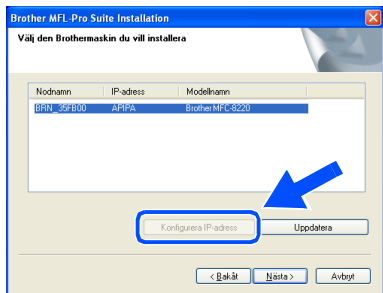 Brother MFL-Pro Suite Installation
Välj den Brothermaskin du vill installera
Nodnamn IP-adress Modellnamn
BRN_35FB00 APIPA Brother MFC-8220
Konfigurera IP-adress Uppdatera
< Bakåt Nästa > Avbryt